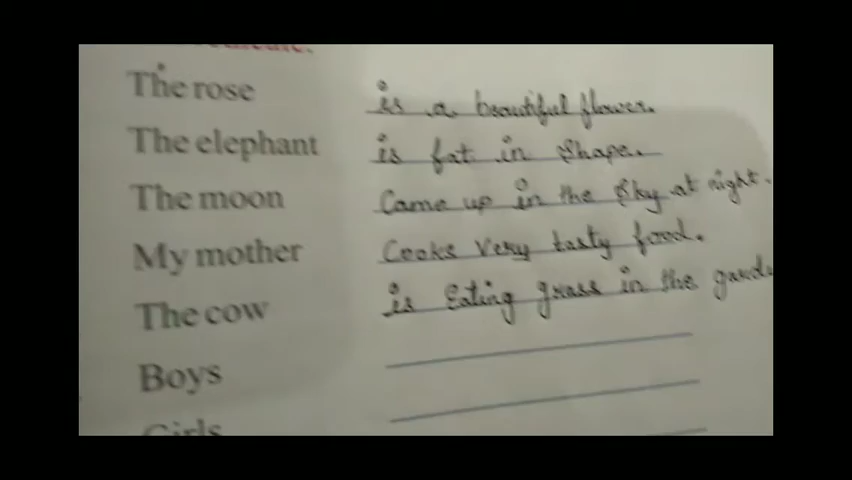 The rose is a beautiful flower.
The elephant is fat in Shape.
The moon Came up in the Sky at night.
My mother Cooks Very tasty food.
The cow is Eating grass in the
Boys
Girls